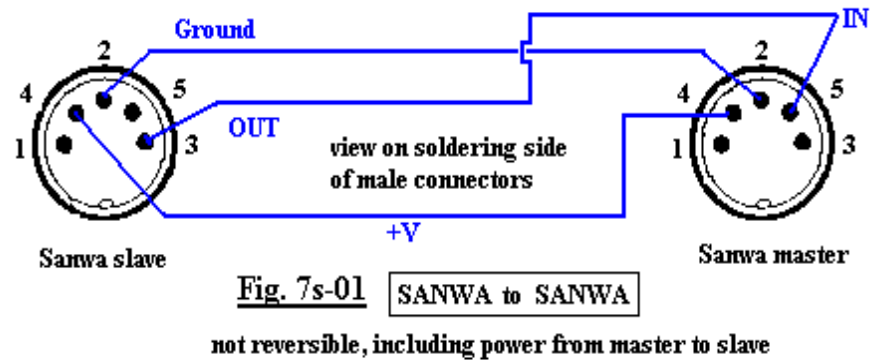 Ground
IN
2
2
4
5
4
5
OUT
1
3
1
3
view on soldering side
of male connectors
+V
Sanwa slave
Sanwa master
Fig. 7s-01
SANWA to SANWA
not reversible, including power from master to slave